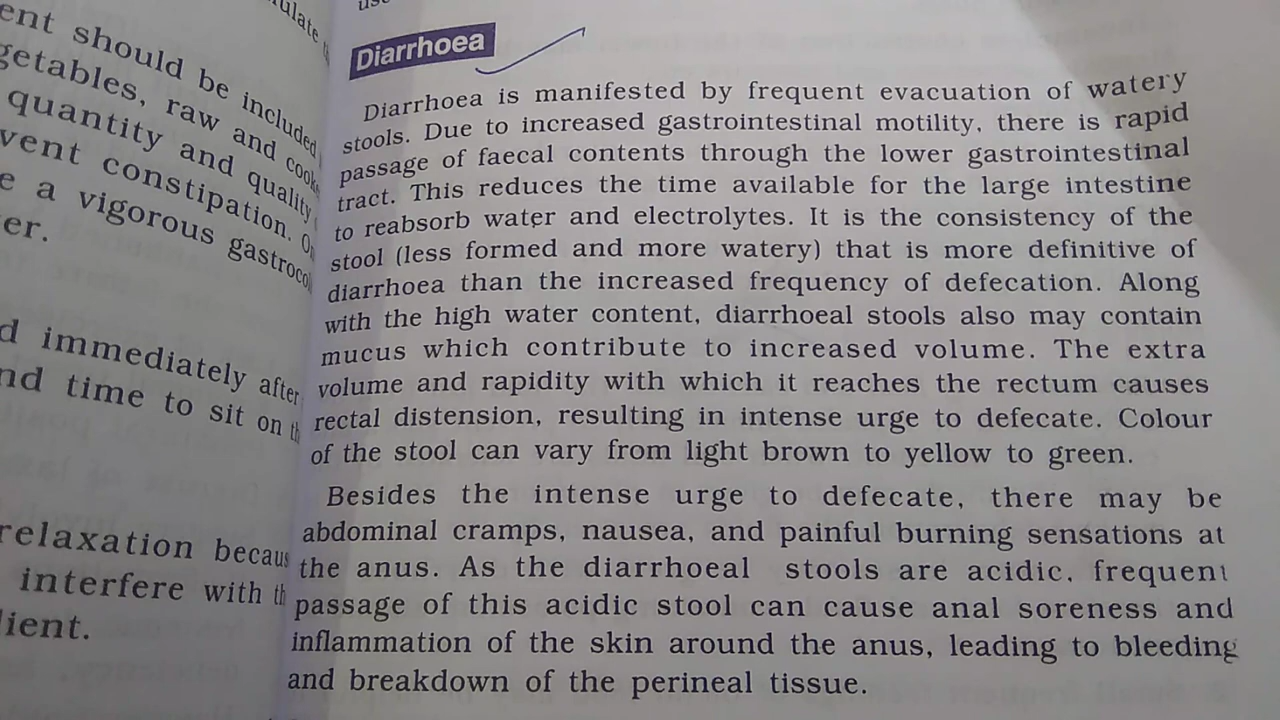 ent should be included
getables, raw and
quantity and quality
vent constipation.
e a vigorous
er.
d immediately after
nd time to sit on
relaxation
interfere with
lient.
Diarrhoea
Diarrhoea is manifested by frequent evacuation of watery
stools. Due to increased gastrointestinal motility, there is rapid
passage of faecal contents through the lower gastrointestinal
tract. This reduces the time available for the large intestine
to reabsorb water and electrolytes. It is the consistency of the
stool (less formed and more watery) that is more definitive of
diarrhoea than the increased frequency of defecation. Along
with the high water content, diarrhoeal stools also may contain
mucus which contribute to increased volume. The extra
volume and rapidity with which it reaches the rectum causes
rectal distension, resulting in intense urge to defecate. Colour
of the stool can vary from light brown to yellow to green.
Besides the intense urge to defecate, there may be
abdominal cramps, nausea, and painful burning sensations at
the anus. As the diarrhoeal stools are acidic, frequent
passage of this acidic stool can cause anal soreness and
inflammation of the skin around the anus, leading to bleeding
and breakdown of the perineal tissue.